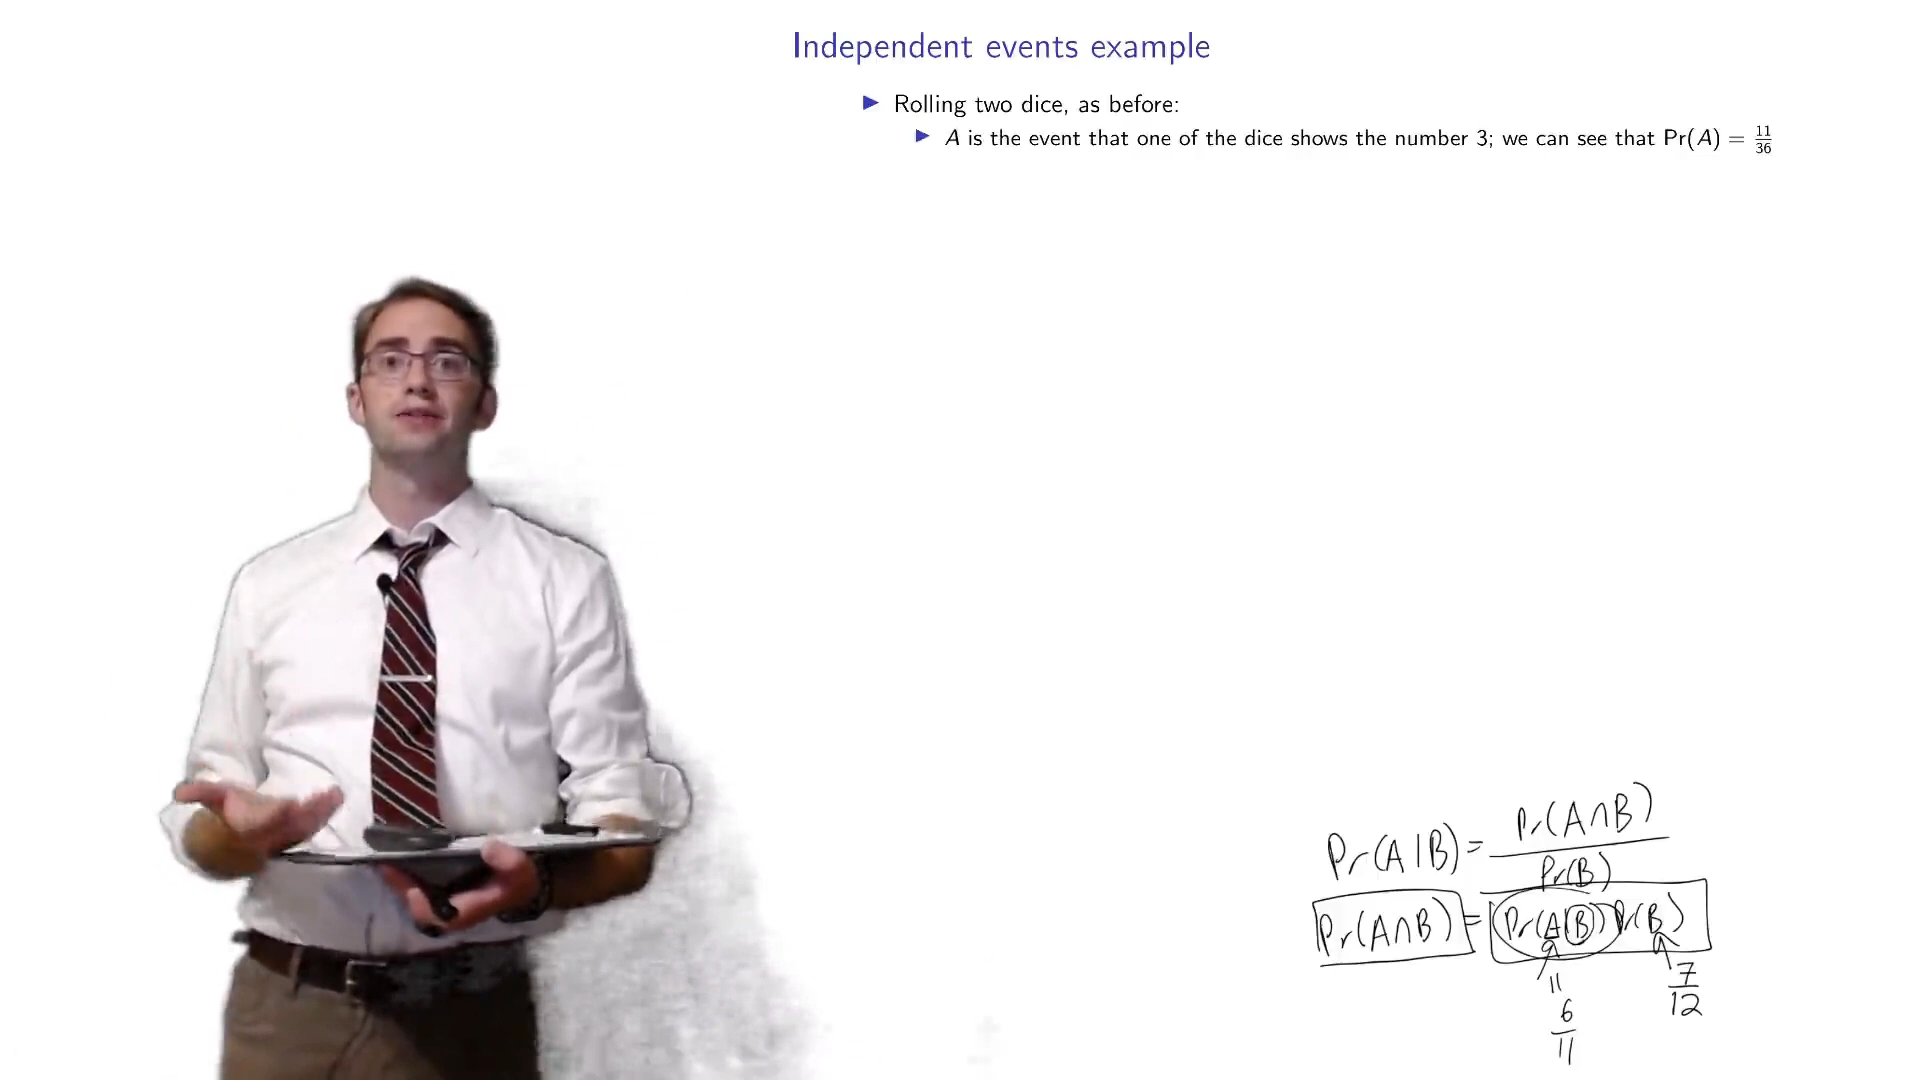 Independent events example
▶ Rolling two dice, as before:
▶ A is the event that one of the dice shows the number 3; we can see that Pr(A) = 11/36
Pr(A|B) = Pr(A∩B) / Pr(B)
Pr(A∩B) = Pr(A|B) Pr(B)
11
7/12
6/11